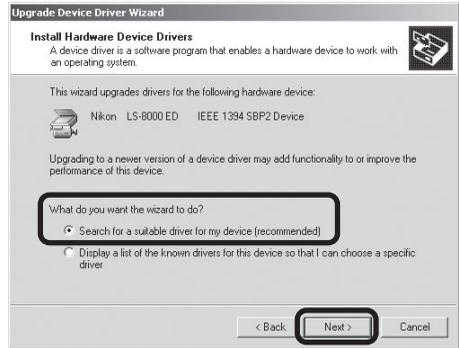 Upgrade Device Driver Wizard
Install Hardware Device Drivers
A device driver is a software program that enables a hardware device to work with
an operating system.
This wizard upgrades drivers for the following hardware device:
Nikon LS-8000 ED IEEE 1394 SBP2 Device
Upgrading to a newer version of a device driver may add functionality to or improve the
performance of this device.
What do you want the wizard to do?
Search for a suitable driver for my device (recommended)
Display a list of the known drivers for this device so that I can choose a specific
driver
< Back Next > Cancel